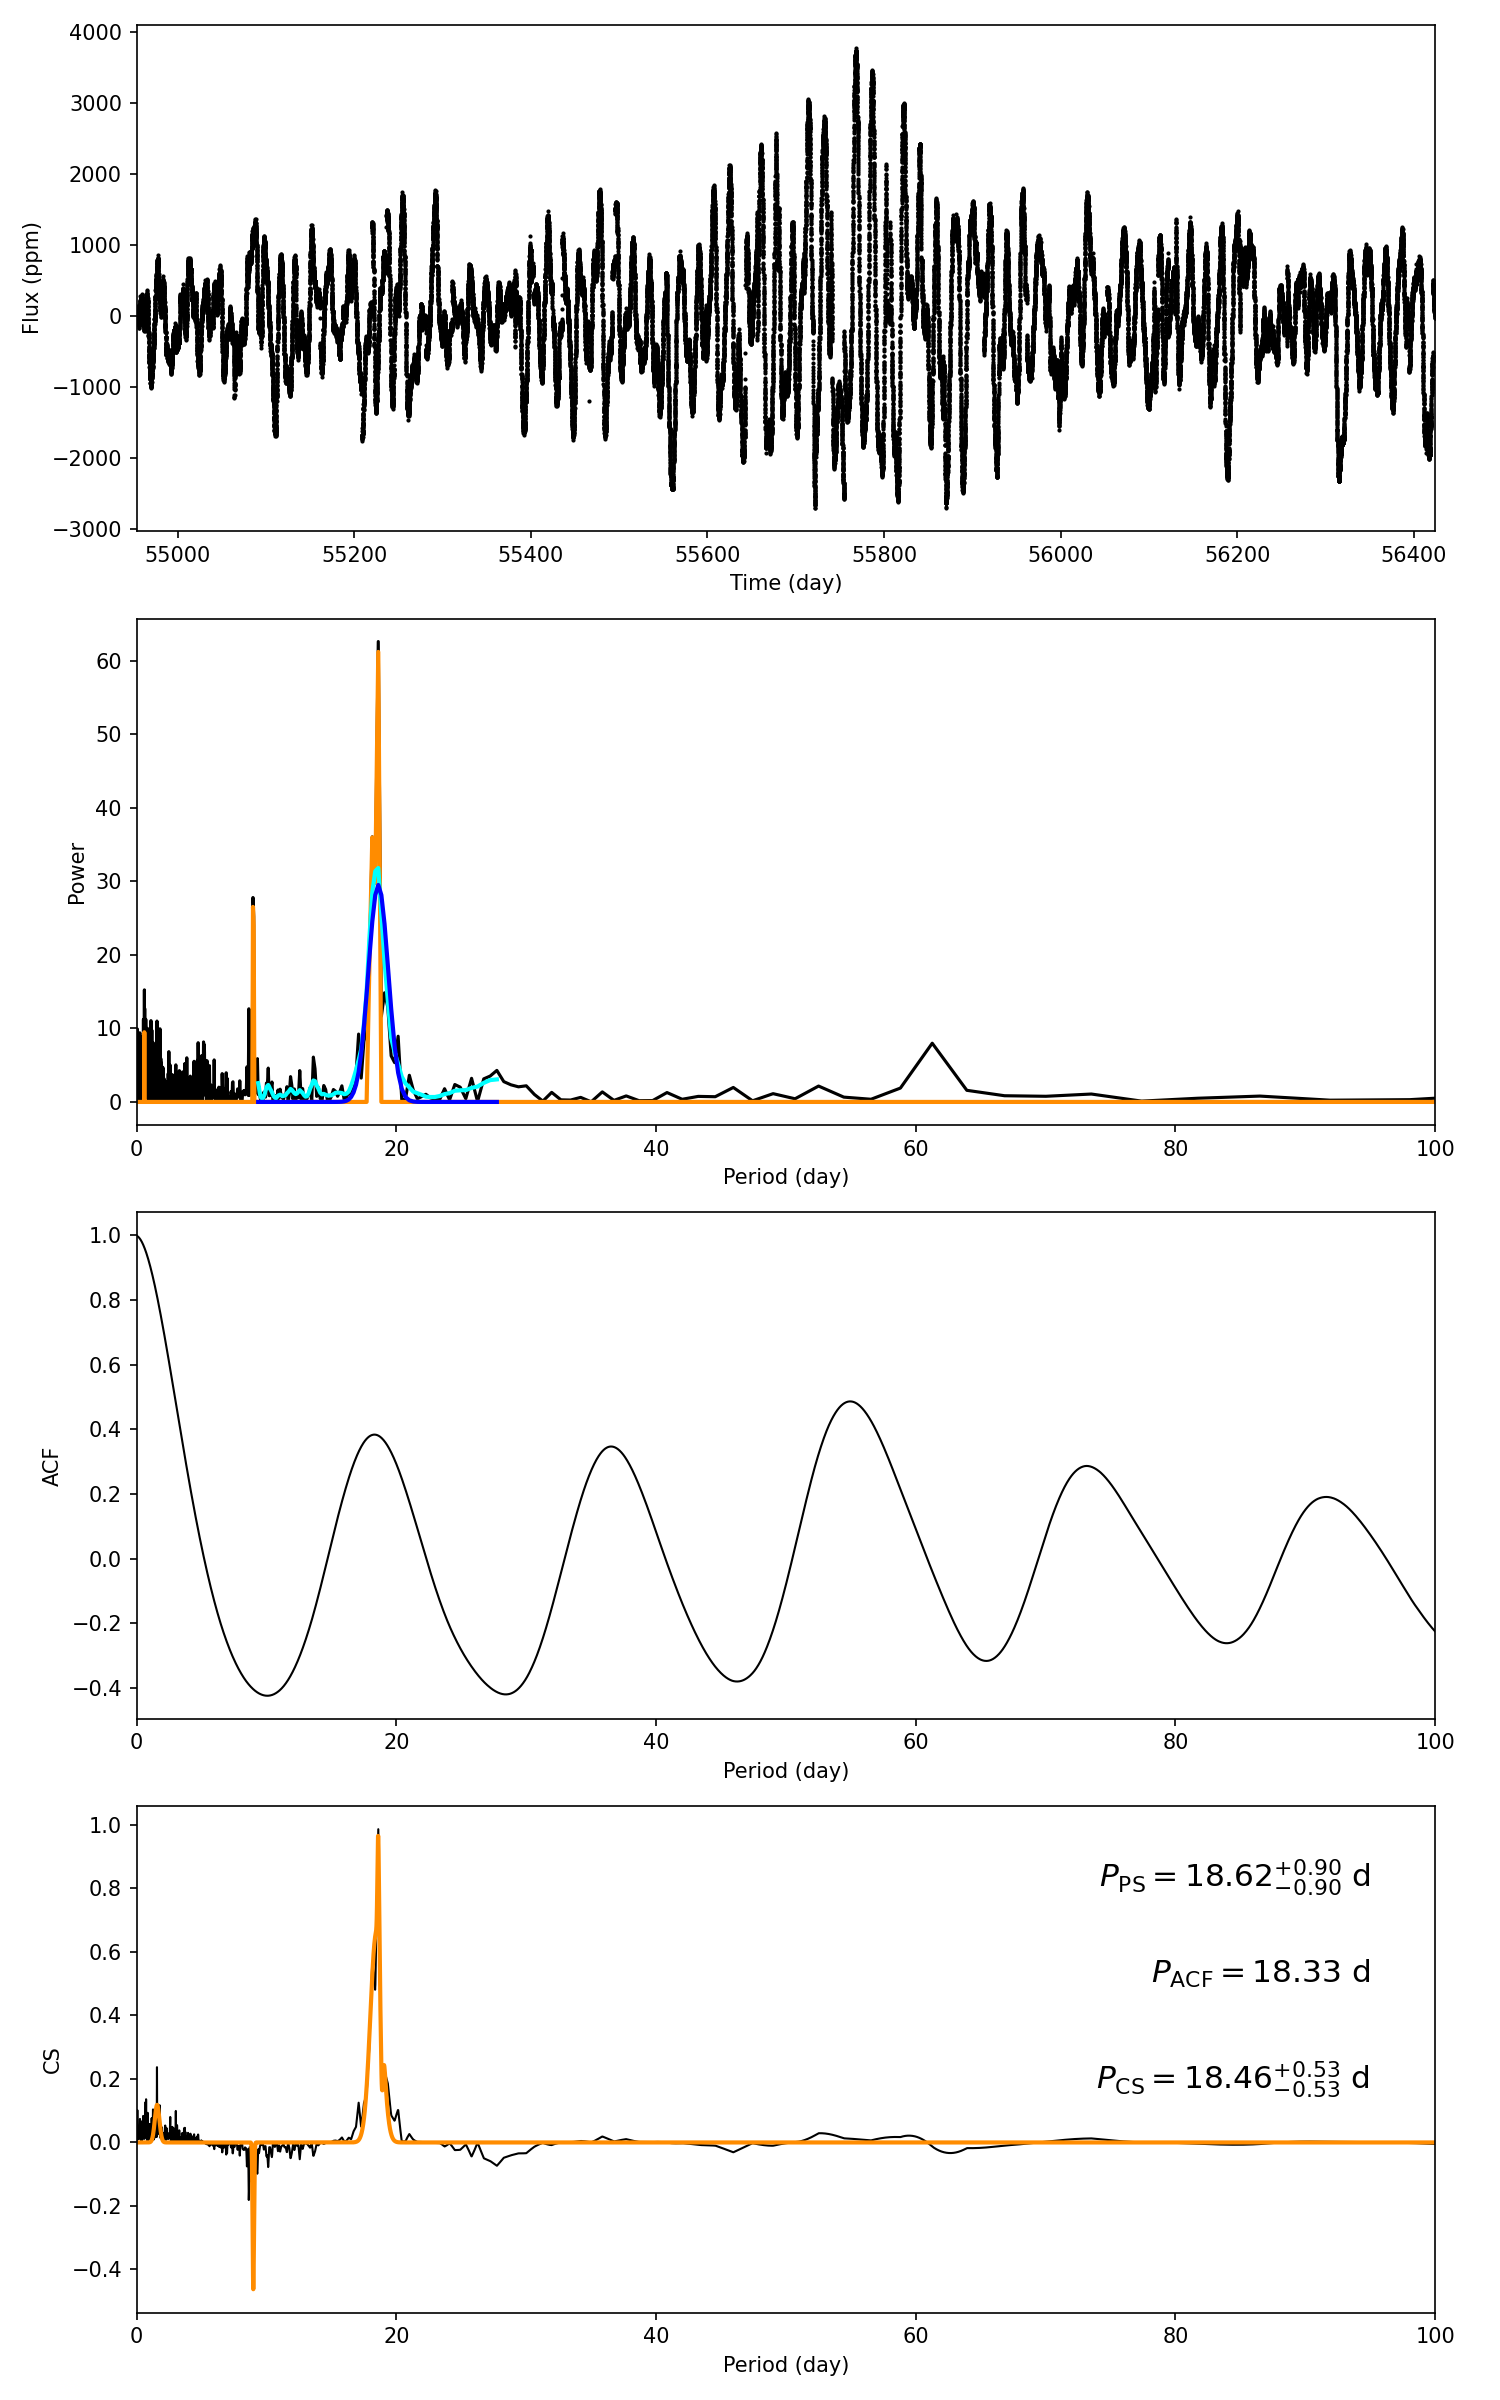 4000
3000
2000
1000
0
−1000
−2000
−3000
Flux (ppm)
55000 55200 55400 55600 55800 56000 56200 56400
Time (day)
60
50
40
30
20
10
0
Power
0 20 40 60 80 100
Period (day)
1.0
0.8
0.6
0.4
0.2
0.0
−0.2
−0.4
ACF
0 20 40 60 80 100
Period (day)
1.0
0.8
0.6
0.4
0.2
0.0
−0.2
−0.4
CS
P_PS = 18.62 +0.90 −0.90 d
P_ACF = 18.33 d
P_CS = 18.46 +0.53 −0.53 d
0 20 40 60 80 100
Period (day)